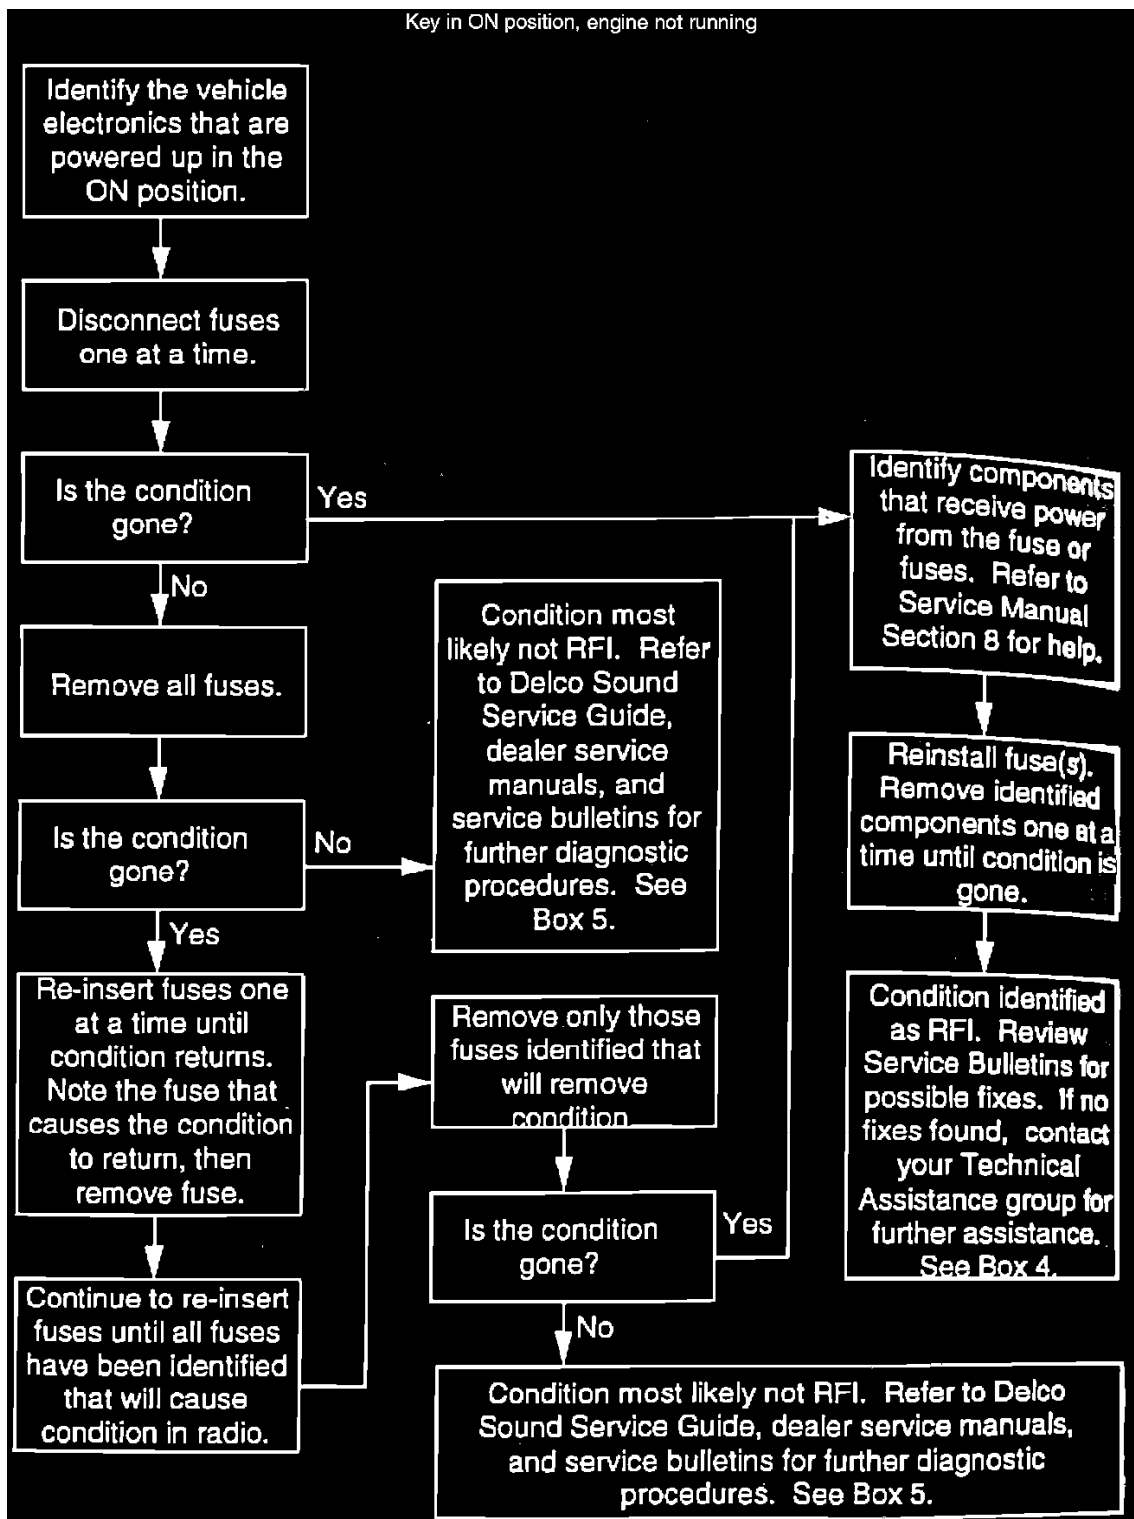 Key in ON position, engine not running
Identify the vehicle
electronics that are
powered up in the
ON position.
Disconnect fuses
one at a time.
Is the condition
gone?
Yes
No
Remove all fuses.
Is the condition
gone?
No
Yes
Re-insert fuses one
at a time until
condition returns.
Note the fuse that
causes the condition
to return, then
remove fuse.
Continue to re-insert
fuses until all fuses
have been identified
that will cause
condition in radio.
Condition most
likely not RFI. Refer
to Delco Sound
Service Guide,
dealer service
manuals, and
service bulletins for
further diagnostic
procedures. See
Box 5.
Remove only those
fuses identified that
will remove
condition
Is the condition
gone?
Yes
No
Condition most likely not RFI. Refer to Delco
Sound Service Guide, dealer service manuals,
and service bulletins for further diagnostic
procedures. See Box 5.
Identify components
that receive power
from the fuse or
fuses. Refer to
Service Manual
Section 8 for help.
Reinstall fuse(s).
Remove identified
components one at a
time until condition is
gone.
Condition identified
as RFI. Review
Service Bulletins for
possible fixes. If no
fixes found, contact
your Technical
Assistance group for
further assistance.
See Box 4.